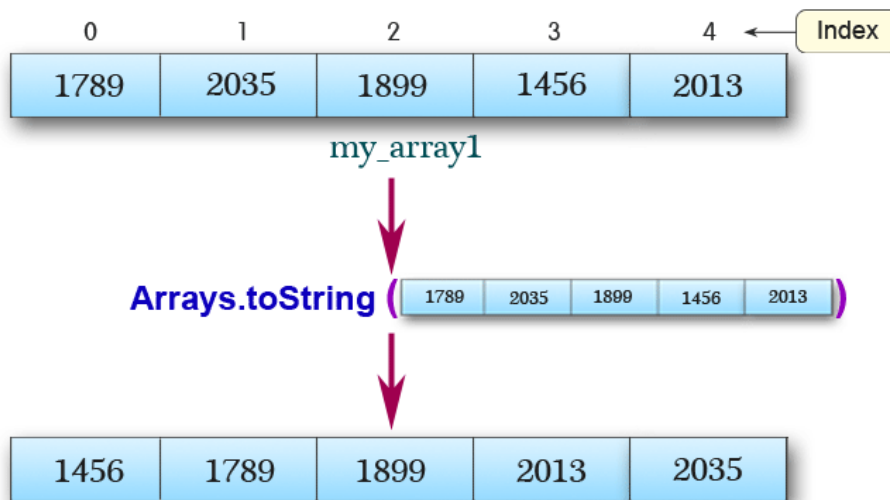 0 1 2 3 4 Index
1789 2035 1899 1456 2013
my_array1
Arrays.toString ( 1789 2035 1899 1456 2013 )
1456 1789 1899 2013 2035